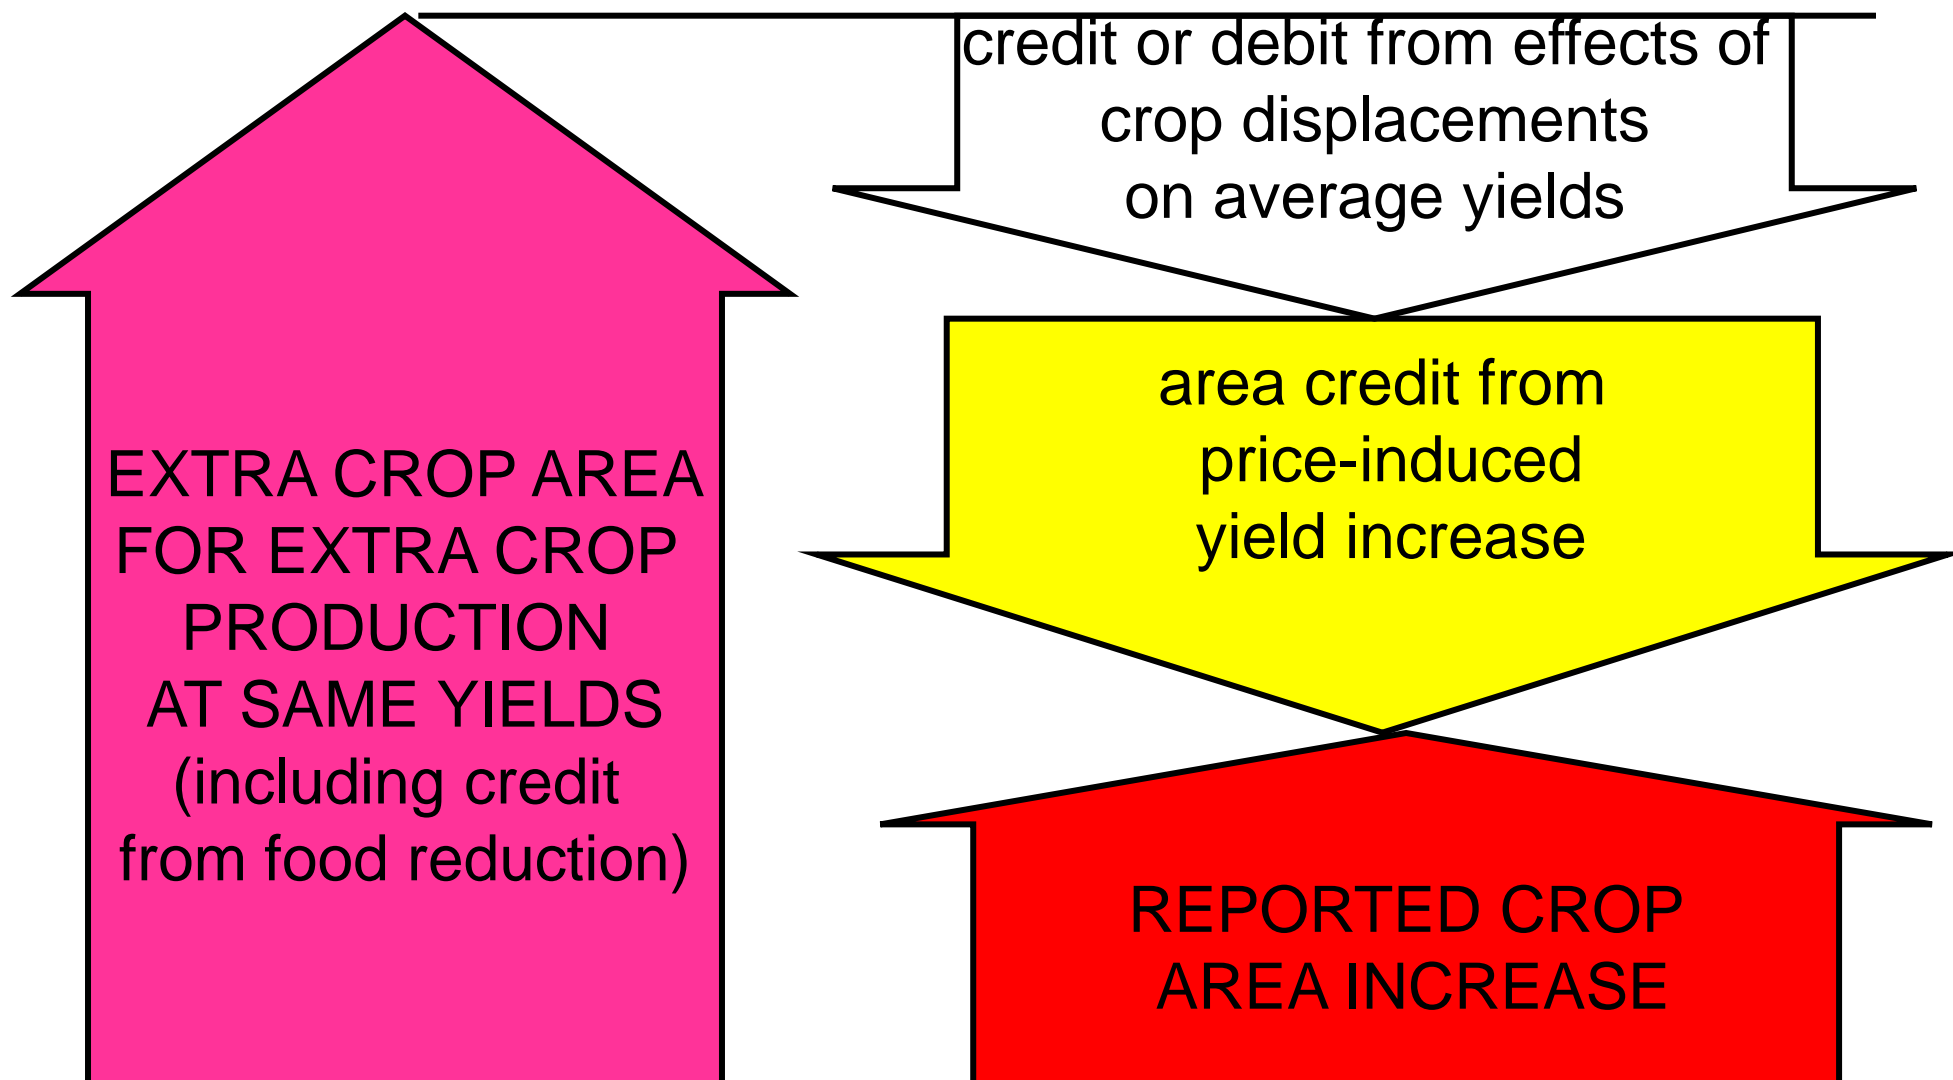 credit or debit from effects of
crop displacements
on average yields
area credit from
price-induced
yield increase
EXTRA CROP AREA
FOR EXTRA CROP
PRODUCTION
AT SAME YIELDS
(including credit
from food reduction)
REPORTED CROP
AREA INCREASE